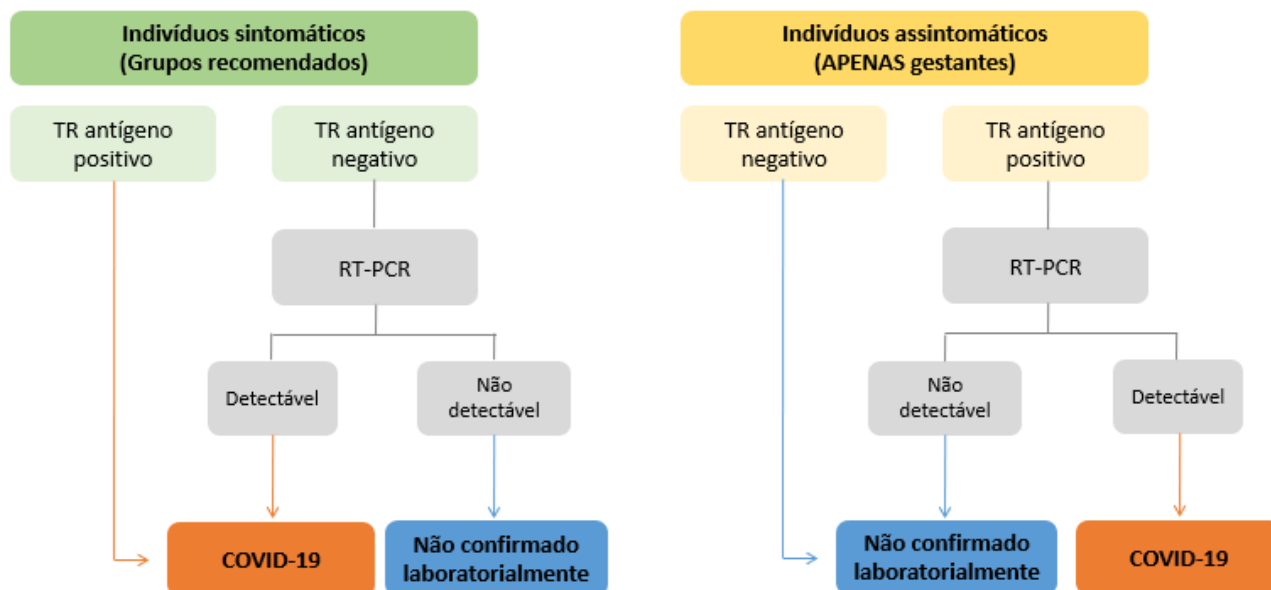 Indivíduos sintomáticos
(Grupos recomendados)
TR antígeno
positivo
TR antígeno
negativo
RT-PCR
Detectável
Não
detectável
COVID-19
Não confirmado
laboratorialmente
Indivíduos assintomáticos
(APENAS gestantes)
TR antígeno
negativo
TR antígeno
positivo
RT-PCR
Não
detectável
Detectável
Não confirmado
laboratorialmente
COVID-19